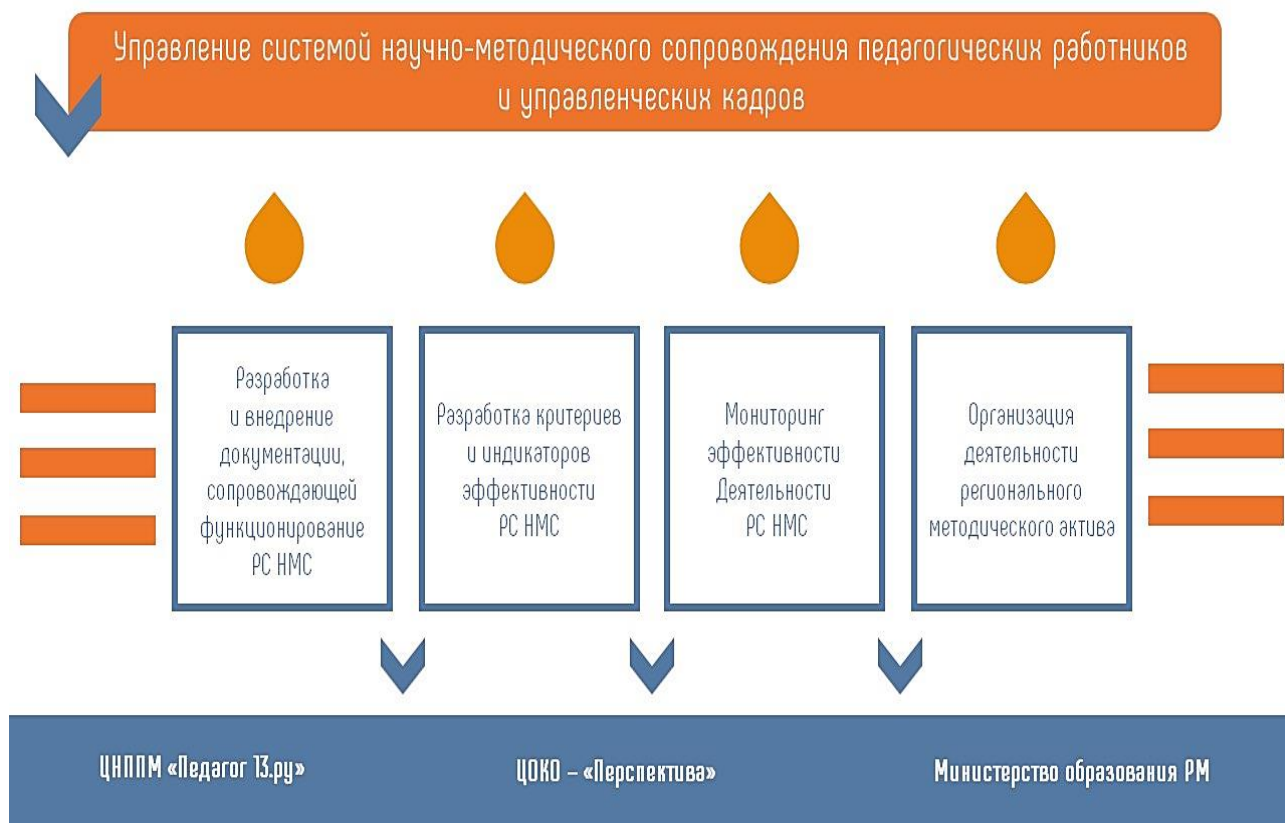 Управление системой научно-методического сопровождения педагогических работников
и управленческих кадров
Разработка
и внедрение
документации,
сопровождающей
функционирование
РС НМС
Разработка критериев
и индикаторов
эффективности
РС НМС
Мониторинг
эффективности
Деятельности
РС НМС
Организация
деятельности
регионального
методического актива
ЦНППМ «Педагог 13.ру»
ЦОКО – «Перспектива»
Министерство образования РМ